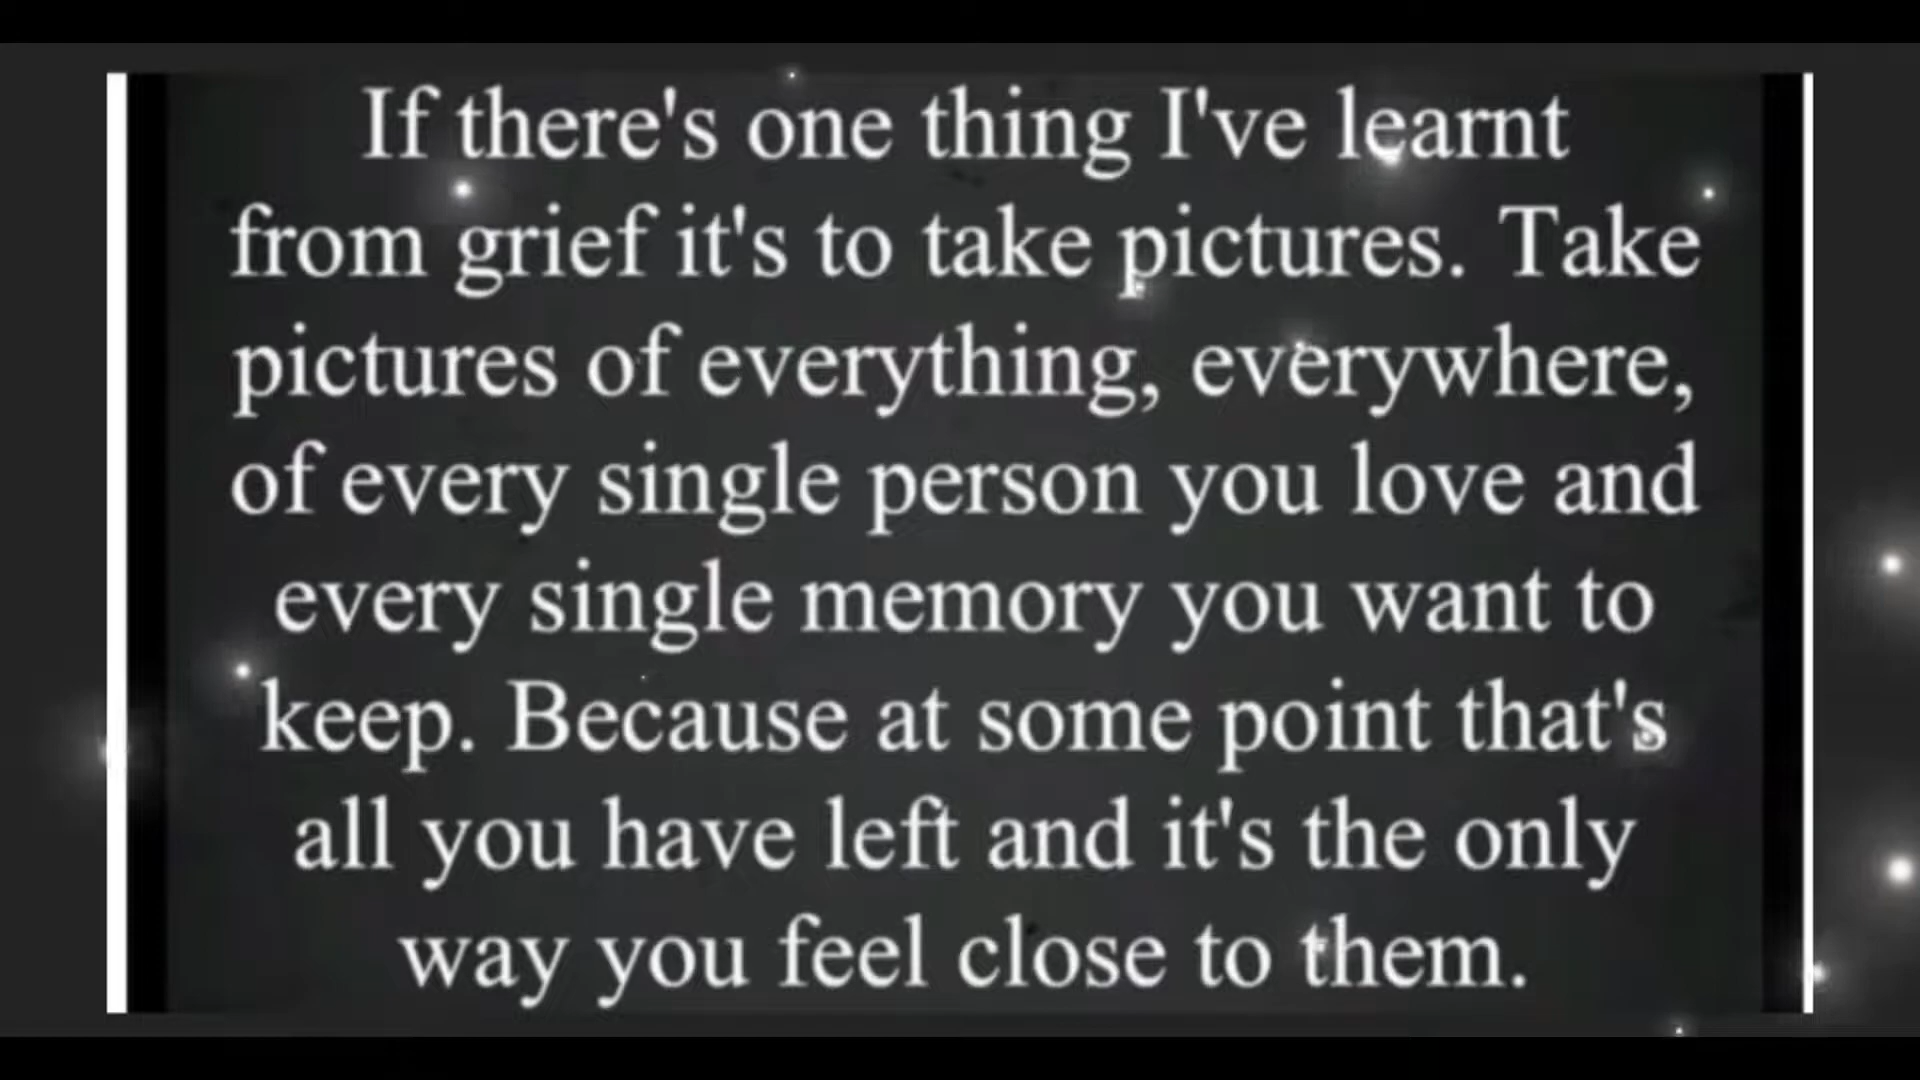 If there's one thing I've learnt
from grief it's to take pictures. Take
pictures of everything, everywhere,
of every single person you love and
every single memory you want to
keep. Because at some point that's
all you have left and it's the only
way you feel close to them.